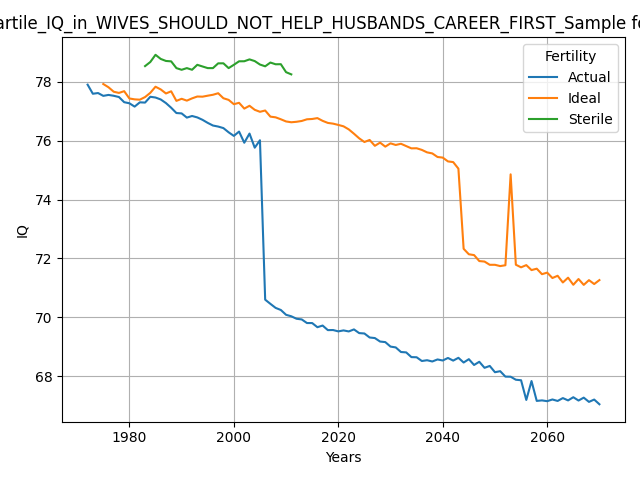 artile_IQ_in_WIVES_SHOULD_NOT_HELP_HUSBANDS_CAREER_FIRST_Sample fo
Fertility
Actual
Ideal
Sterile
IQ
78
76
74
72
70
68
1980 2000 2020 2040 2060
Years